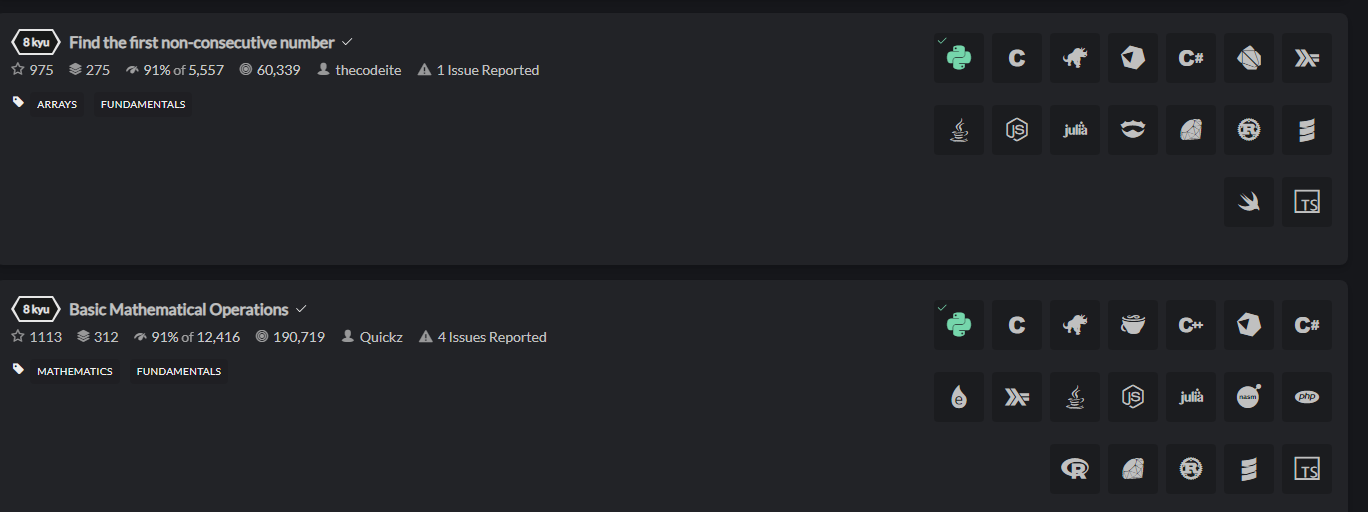 8 kyu Find the first non-consecutive number
975 275 91% of 5,557 60,339 thecodeite 1 Issue Reported
ARRAYS FUNDAMENTALS
C C#
JS julia R
TS
8 kyu Basic Mathematical Operations
1113 312 91% of 12,416 190,719 Quickz 4 Issues Reported
MATHEMATICS FUNDAMENTALS
C C++ C#
e JS julia nasm php
R R TS